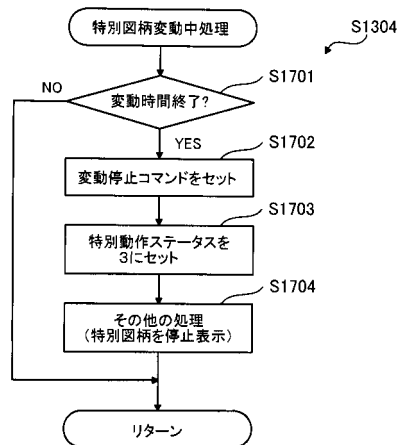 特別図柄変動中処理
S1304
S1701
NO
変動時間終了?
YES
S1702
変動停止コマンドをセット
S1703
特別動作ステータスを
3にセット
S1704
その他の処理
(特別図柄を停止表示)
リターン